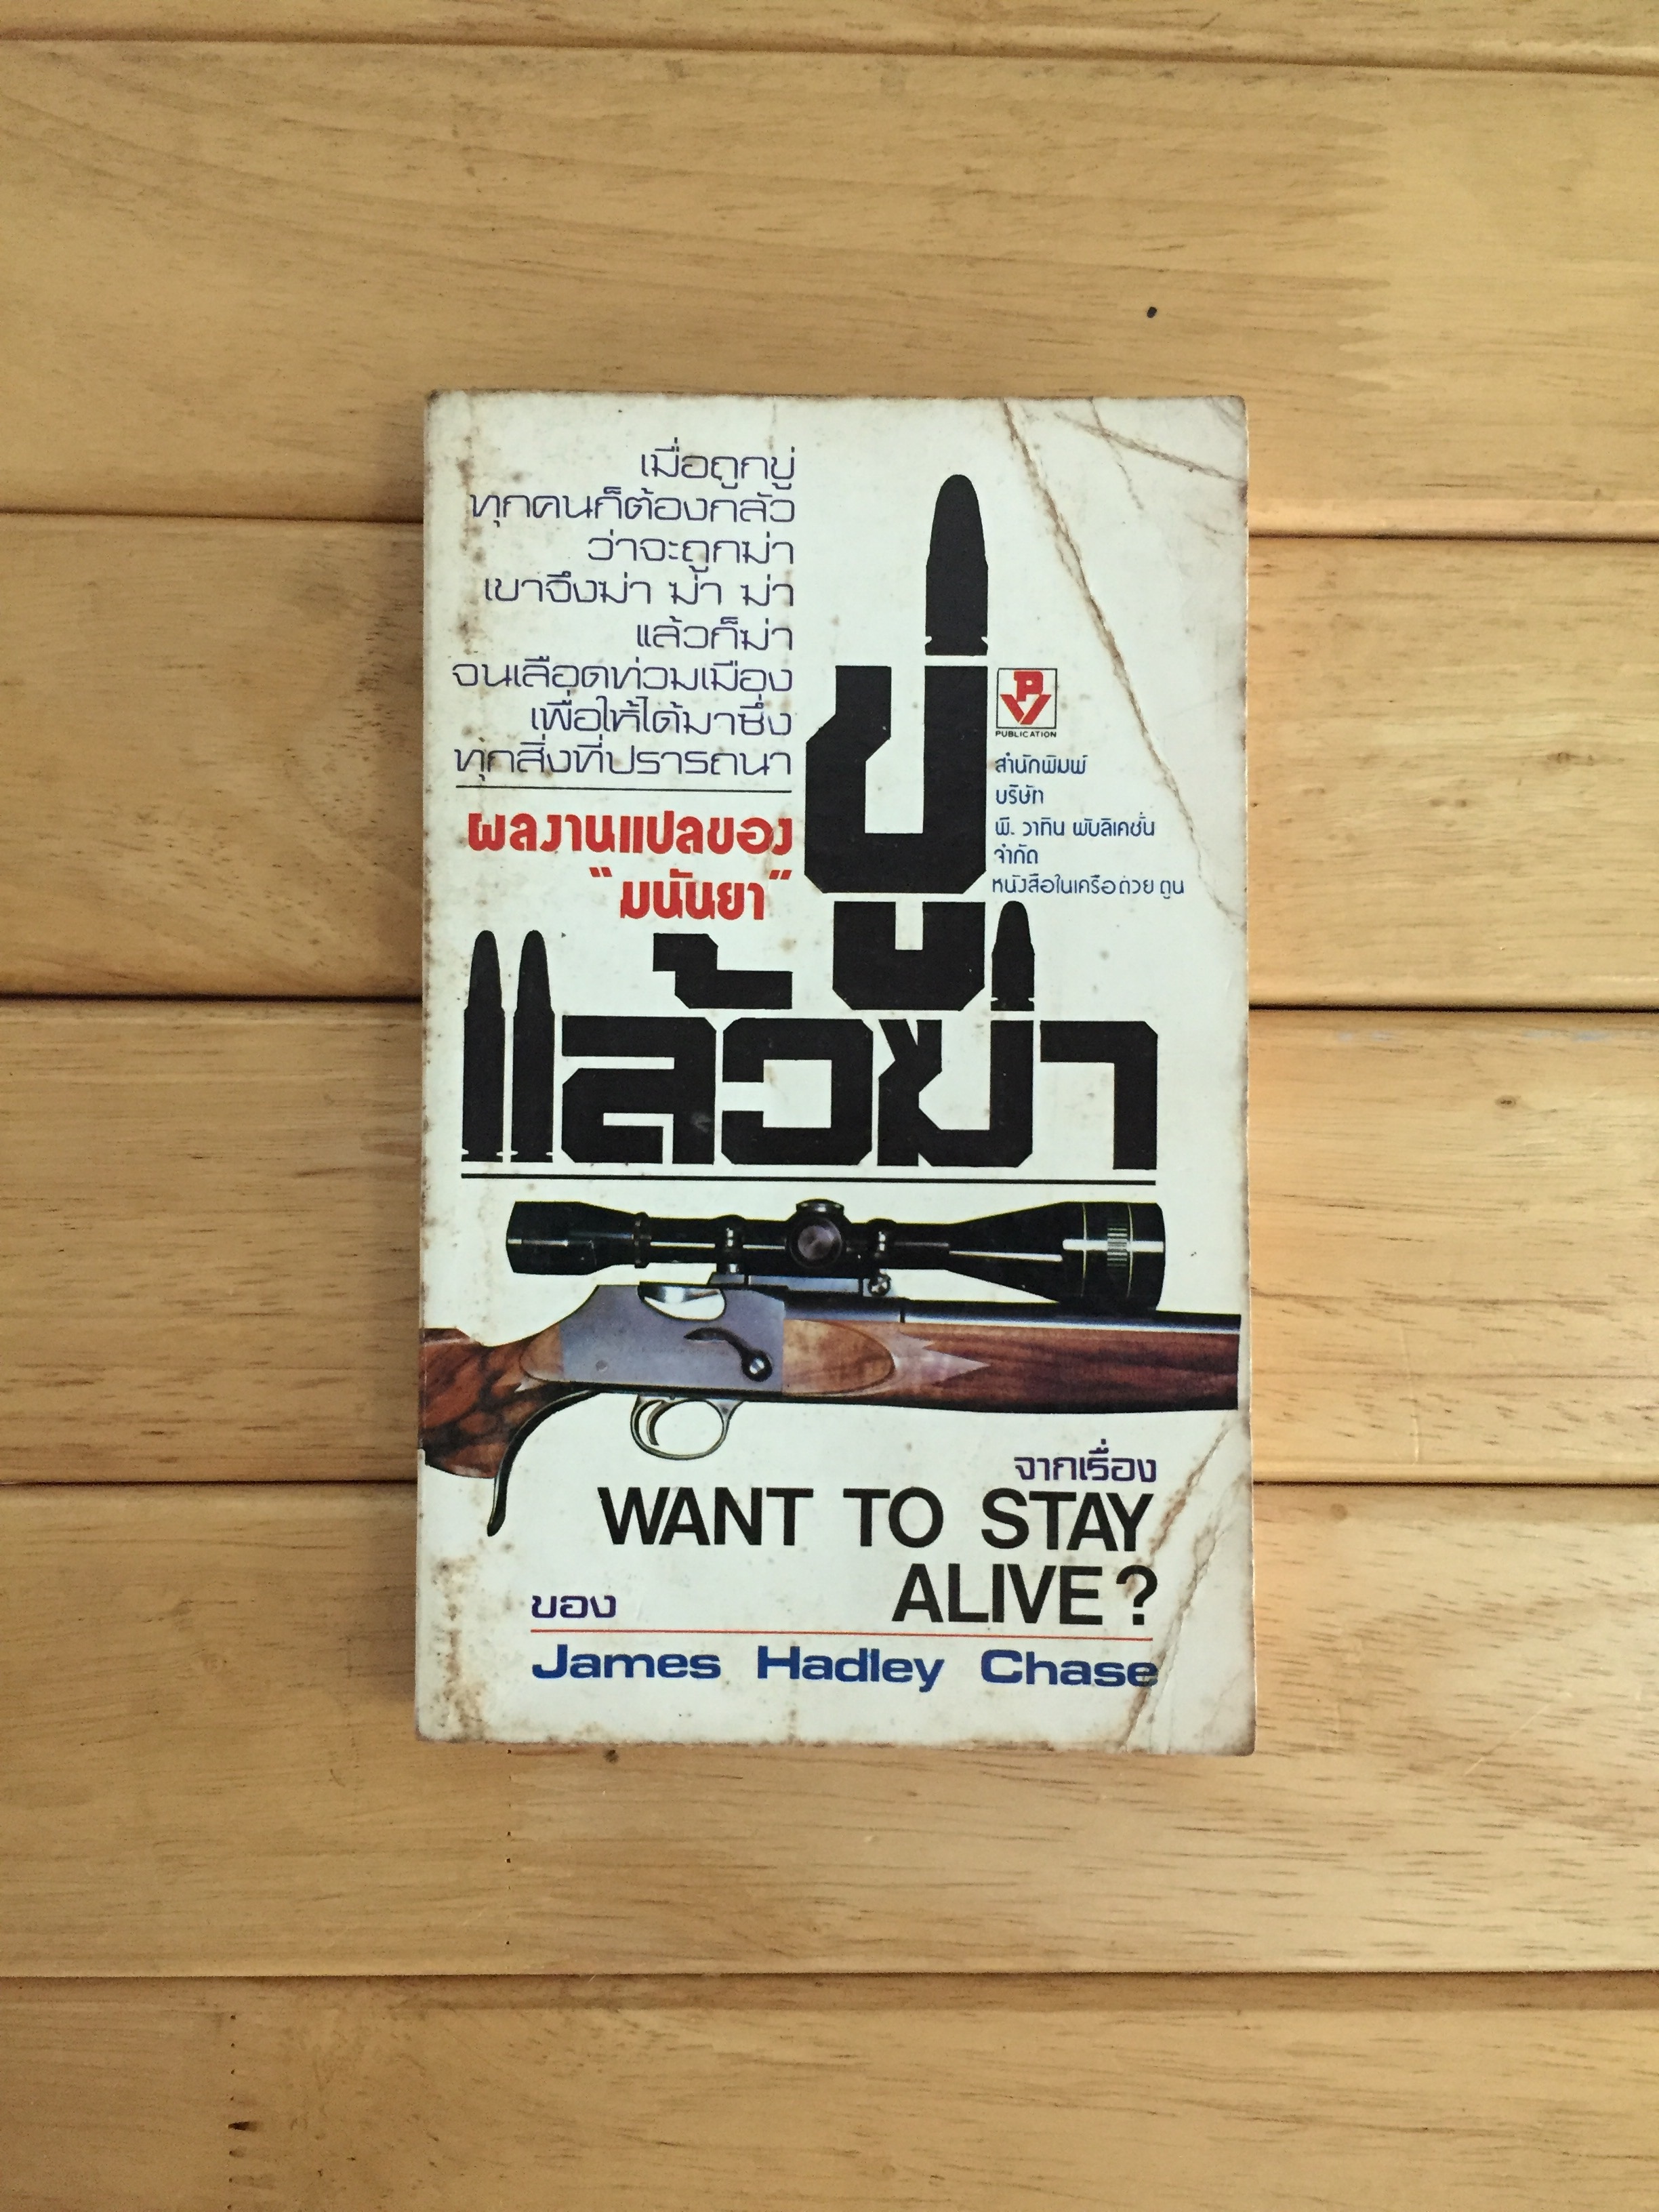 เมื่อถูกขู่
ทุกคนก็ต้องกลัว
ว่าจะถูกฆ่า
เขาจึงฆ่า ฆ่า ฆ่า
แล้วก็ฆ่า
จนเลือดท่วมเมือง
เพื่อให้ได้มาซึ่ง
ทุกสิ่งที่ปรารถนา
ผลงานแปลของ
"มนันยา"
ขู่
แล้วฆ่า
PV
PUBLICATION
สำนักพิมพ์
บริษัท
พี. วาทิน พับลิเคชั่น
จำกัด
หนังสือในเครือต่วย ตูน
จากเรื่อง
WANT TO STAY
ALIVE?
ของ
James Hadley Chase